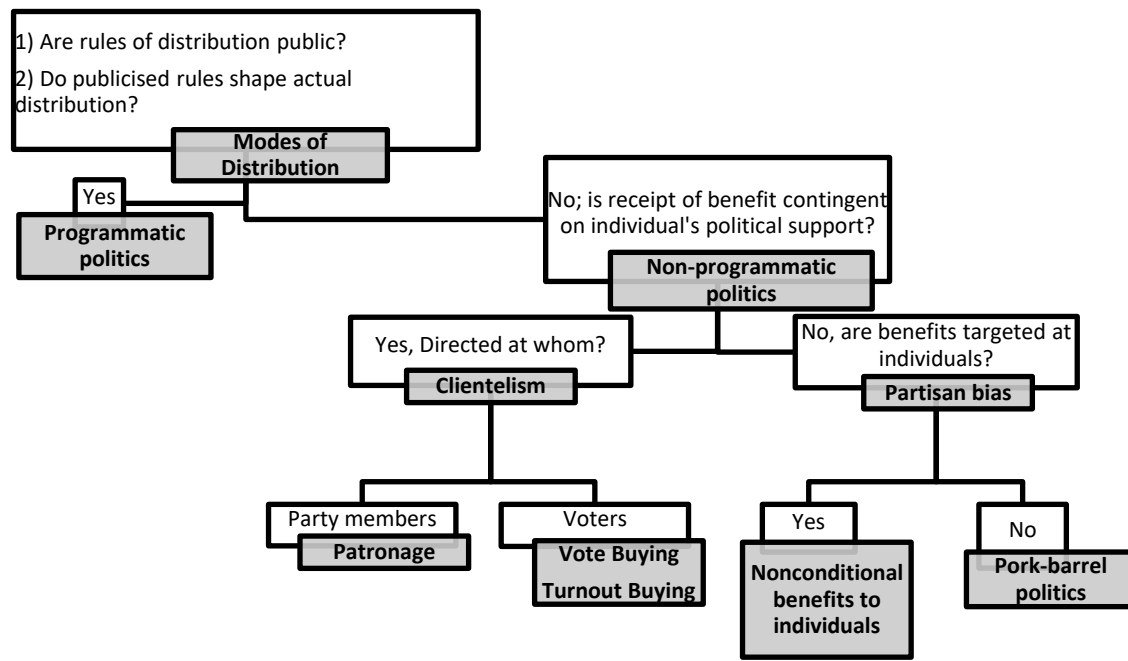 1) Are rules of distribution public?
2) Do publicised rules shape actual
distribution?
Modes of
Distribution
Yes
Programmatic
politics
No; is receipt of benefit contingent
on individual's political support?
Non-programmatic
politics
Yes, Directed at whom?
Clientelism
No, are benefits targeted at
individuals?
Partisan bias
Party members
Patronage
Voters
Vote Buying
Turnout Buying
Yes
Nonconditional
benefits to
individuals
No
Pork-barrel
politics